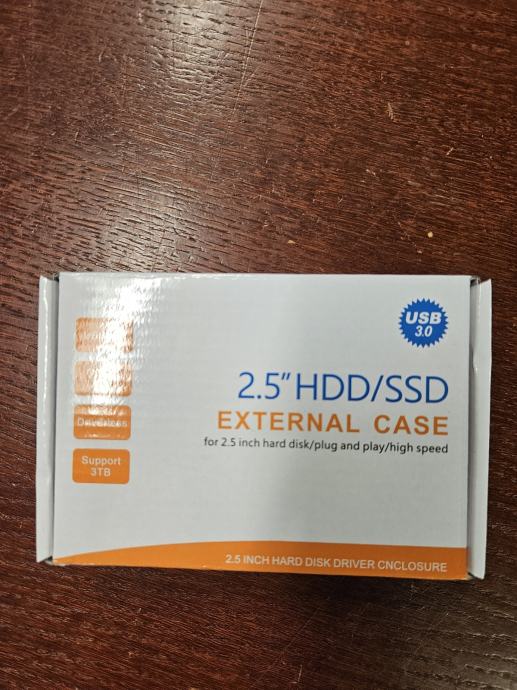 USB
3.0
2.5" HDD/SSD
EXTERNAL CASE
for 2.5 inch hard disk/plug and play/high speed
Driverless
Support
3TB
2.5 INCH HARD DISK DRIVER CNCLOSURE